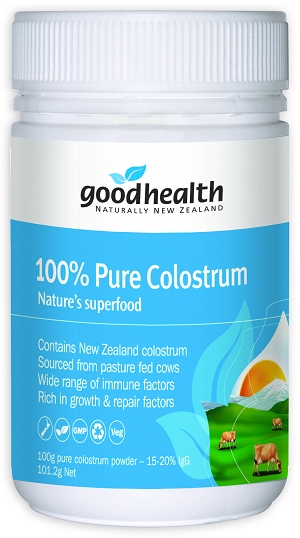 goodhealth
NATURALLY NEW ZEALAND
100% Pure Colostrum
Nature's superfood
Contains New Zealand colostrum
Sourced from pasture fed cows
Wide range of immune factors
Rich in growth & repair factors
GMP
Veg
100g pure colostrum powder ~ 15-20% IgG
101.2g Net